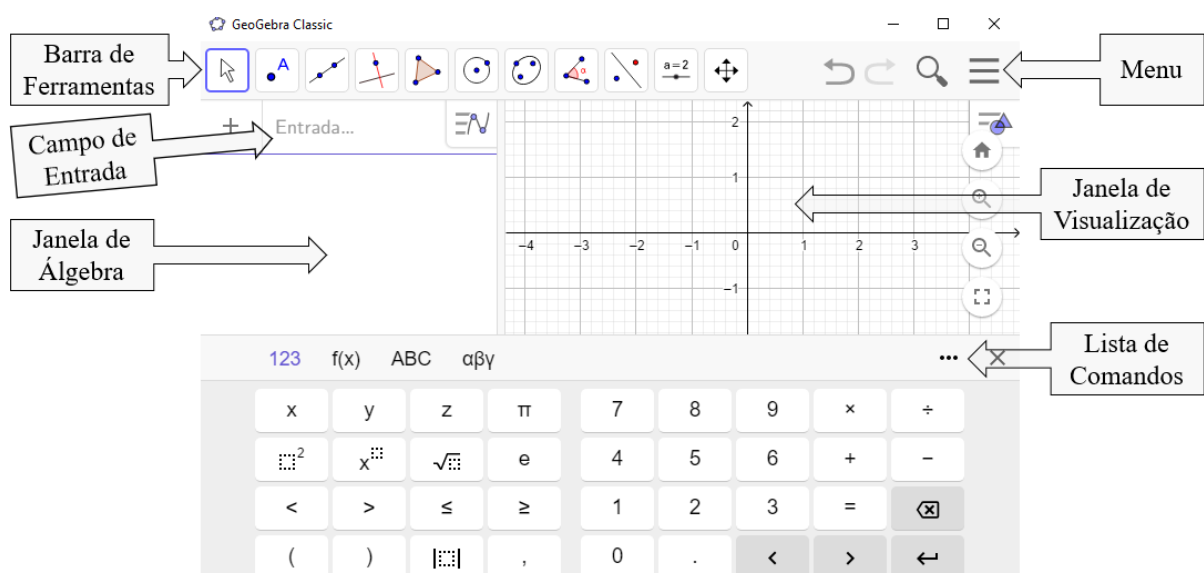 GeoGebra Classic
Barra de
Ferramentas
A
α
a=2
Menu
Campo de
Entrada
+ Entrada...
Janela de
Álgebra
Janela de
Visualização
2
1
−4 −3 −2 −1 0 1 2 3
−1
Lista de
Comandos
123 f(x) ABC αβγ •••
x y z π 7 8 9 × ÷
□² x□ √□ e 4 5 6 + −
< > ≤ ≥ 1 2 3 =
( ) |□| , 0 . < >